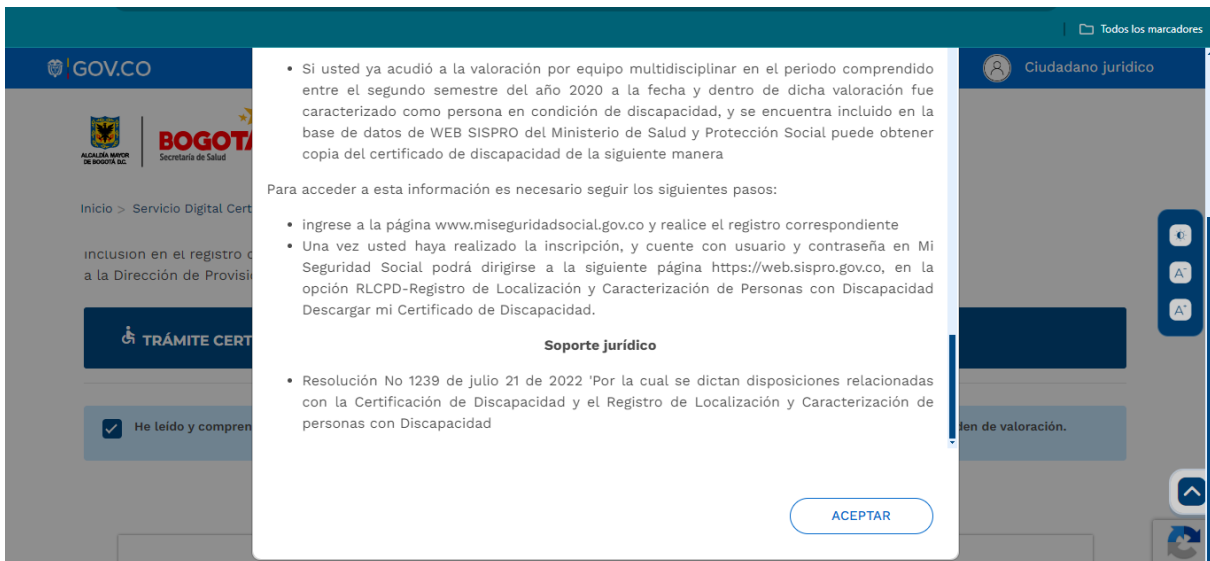 Todos los marcadores
GOV.CO
Ciudadano juridico
ALCALDÍA MAYOR
DE BOGOTÁ D.C.
BOGOTÁ
Secretaría de Salud
Inicio > Servicio Digital Cert
inclusión en el registro
a la Dirección de
TRÁMITE CERT
He leído y compren
den de valoración.
• Si usted ya acudió a la valoración por equipo multidisciplinar en el periodo comprendido
entre el segundo semestre del año 2020 a la fecha y dentro de dicha valoración fue
caracterizado como persona en condición de discapacidad, y se encuentra incluido en la
base de datos de WEB SISPRO del Ministerio de Salud y Protección Social puede obtener
copia del certificado de discapacidad de la siguiente manera
Para acceder a esta información es necesario seguir los siguientes pasos:
• ingrese a la página www.miseguridadsocial.gov.co y realice el registro correspondiente
• Una vez usted haya realizado la inscripción, y cuente con usuario y contraseña en Mi
Seguridad Social podrá dirigirse a la siguiente página https://web.sispro.gov.co, en la
opción RLCPD-Registro de Localización y Caracterización de Personas con Discapacidad
Descargar mi Certificado de Discapacidad.
Soporte jurídico
• Resolución No 1239 de julio 21 de 2022 'Por la cual se dictan disposiciones relacionadas
con la Certificación de Discapacidad y el Registro de Localización y Caracterización de
personas con Discapacidad
ACEPTAR
A-
A+